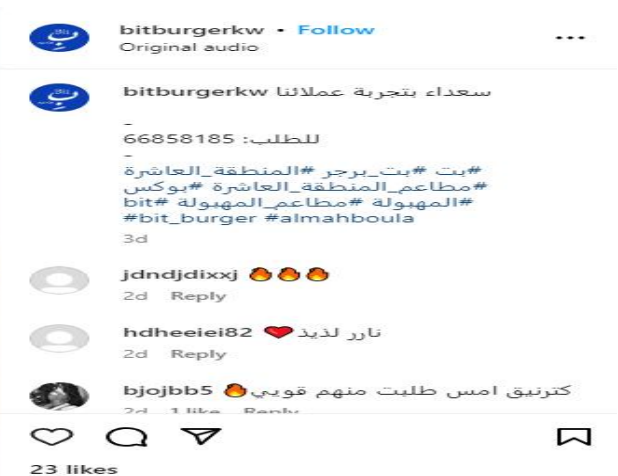 bitburgerkw • Follow
Original audio
bitburgerkw سعداء بتجربة عملائنا
-
للطلب: 66858185
-
#بت #بت_برجر #المنطقة_العاشرة
#مطاعم_المنطقة_العاشرة #بوكس
#المهبولة #مطاعم_المهبولة #bit
#bit_burger #almahboula
3d
jdndjdixxj 🔥🔥🔥
2d Reply
hdheeiei82 نارر لذيذ❤️
2d Reply
bjojbb5 كترنيق امس طلبت منهم قويي🔥
2d 1 like Reply
23 likes